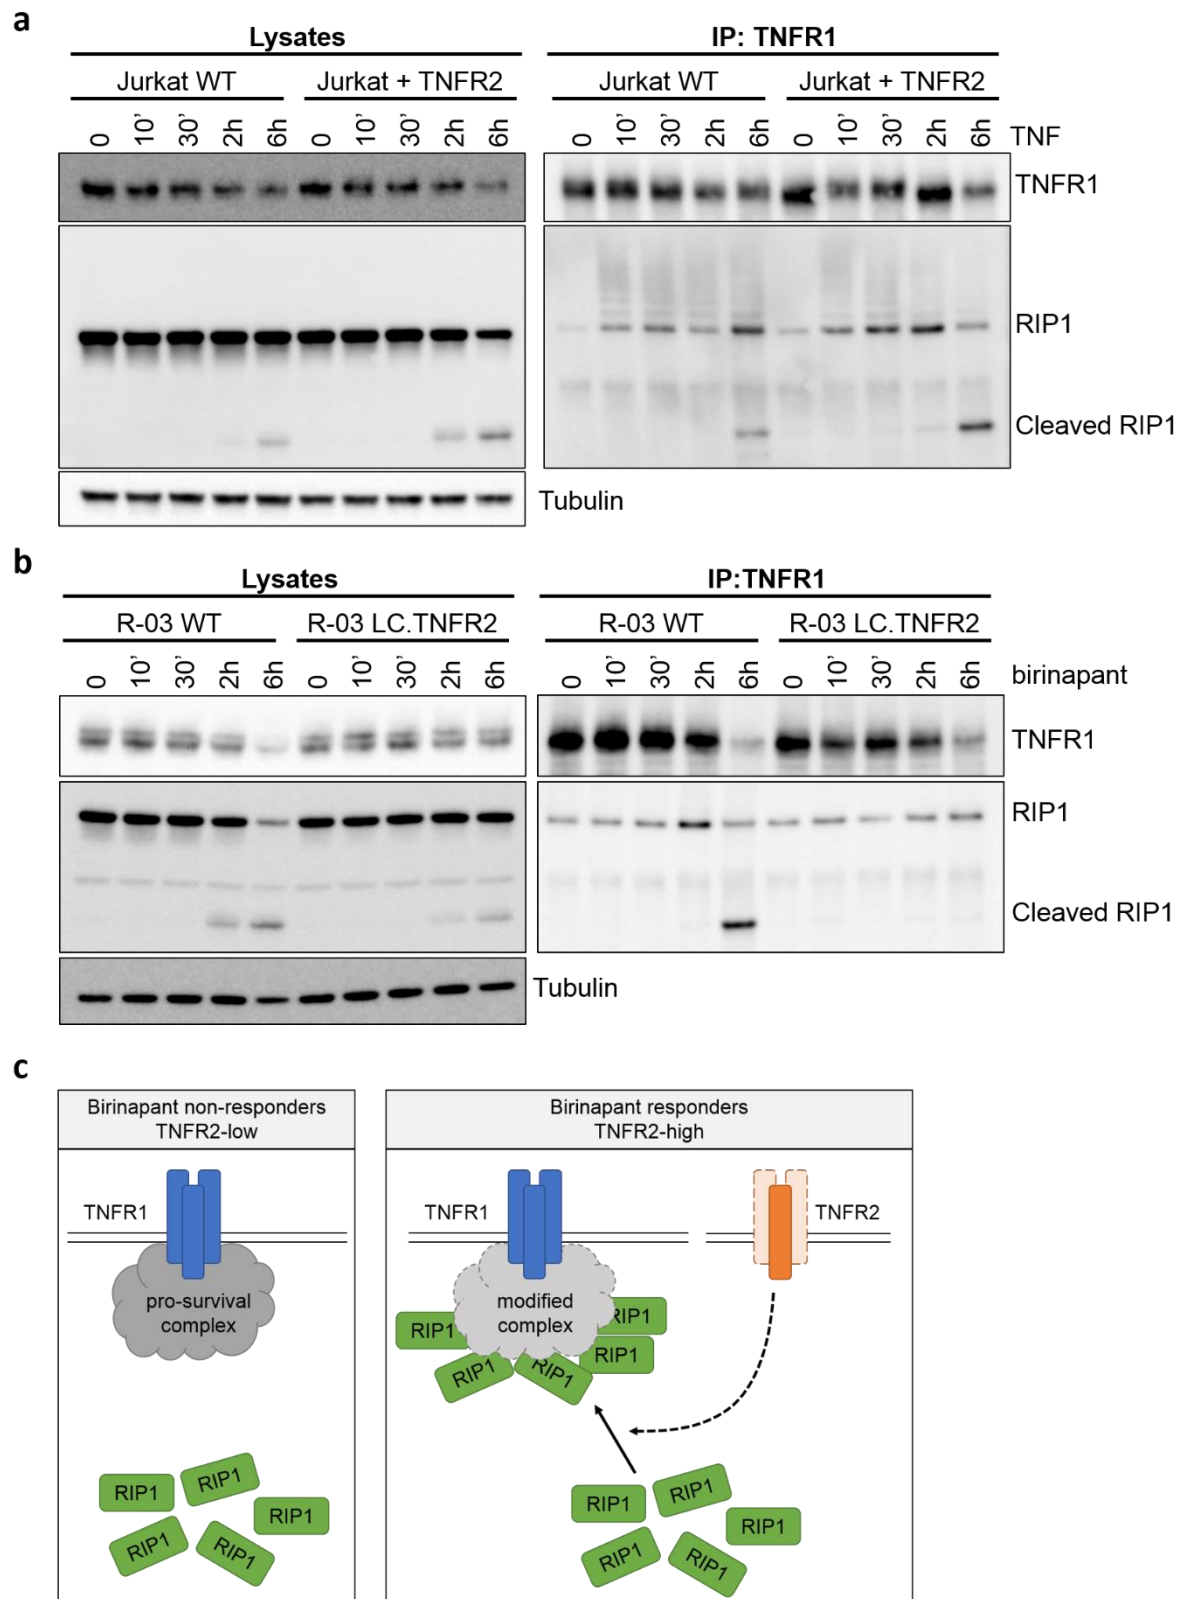 a
Lysates
IP: TNFR1
Jurkat WT
Jurkat + TNFR2
Jurkat WT
Jurkat + TNFR2
0 10’ 30’ 2h 6h 0 10’ 30’ 2h 6h
0 10’ 30’ 2h 6h 0 10’ 30’ 2h 6h
TNF
TNFR1
RIP1
Cleaved RIP1
Tubulin
b
Lysates
IP:TNFR1
R-03 WT
R-03 LC.TNFR2
R-03 WT
R-03 LC.TNFR2
0 10’ 30’ 2h 6h 0 10’ 30’ 2h 6h
0 10’ 30’ 2h 6h 0 10’ 30’ 2h 6h
birinapant
TNFR1
RIP1
Cleaved RIP1
Tubulin
c
Birinapant non-responders
TNFR2-low
TNFR1
pro-survival
complex
RIP1
RIP1
RIP1
RIP1
RIP1
Birinapant responders
TNFR2-high
TNFR1
TNFR2
modified
complex
RIP1
RIP1
RIP1
RIP1
RIP1
RIP1
RIP1
RIP1
RIP1
RIP1